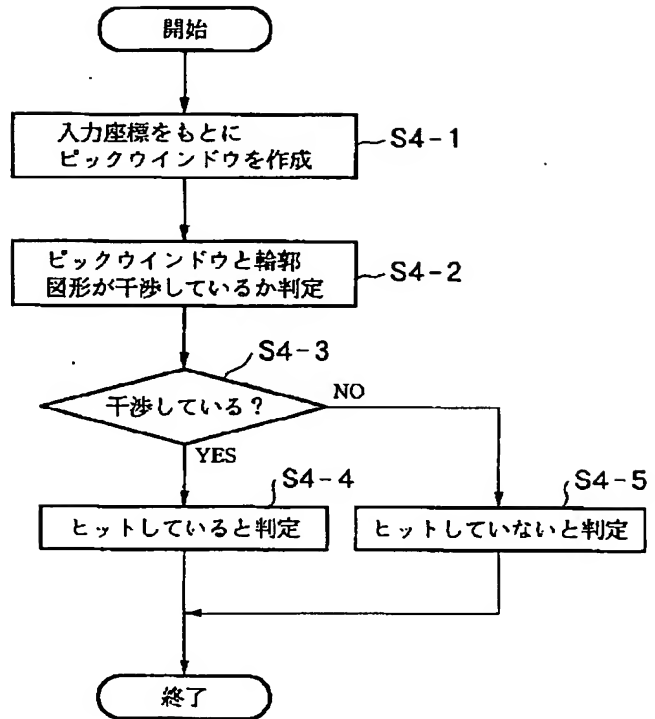 開始
入力座標をもとに
ピックウインドウを作成
S4-1
ピックウインドウと輪郭
図形が干渉しているか判定
S4-2
S4-3
干渉している?
NO
YES
S4-4
ヒットしていると判定
S4-5
ヒットしていないと判定
終了